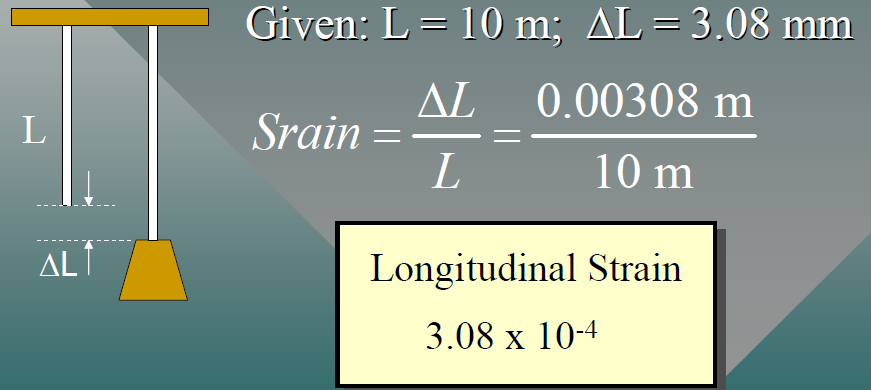 Given: L = 10 m; ΔL = 3.08 mm
Srain = ΔL / L = 0.00308 m / 10 m
L
ΔL
Longitudinal Strain
3.08 x 10⁻⁴